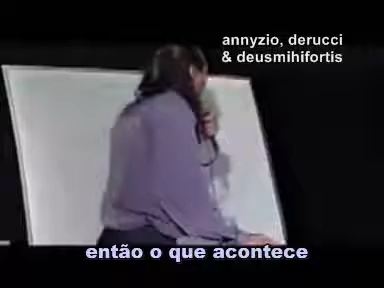 annyzio, derucci
& deusmihifortis
então o que acontece